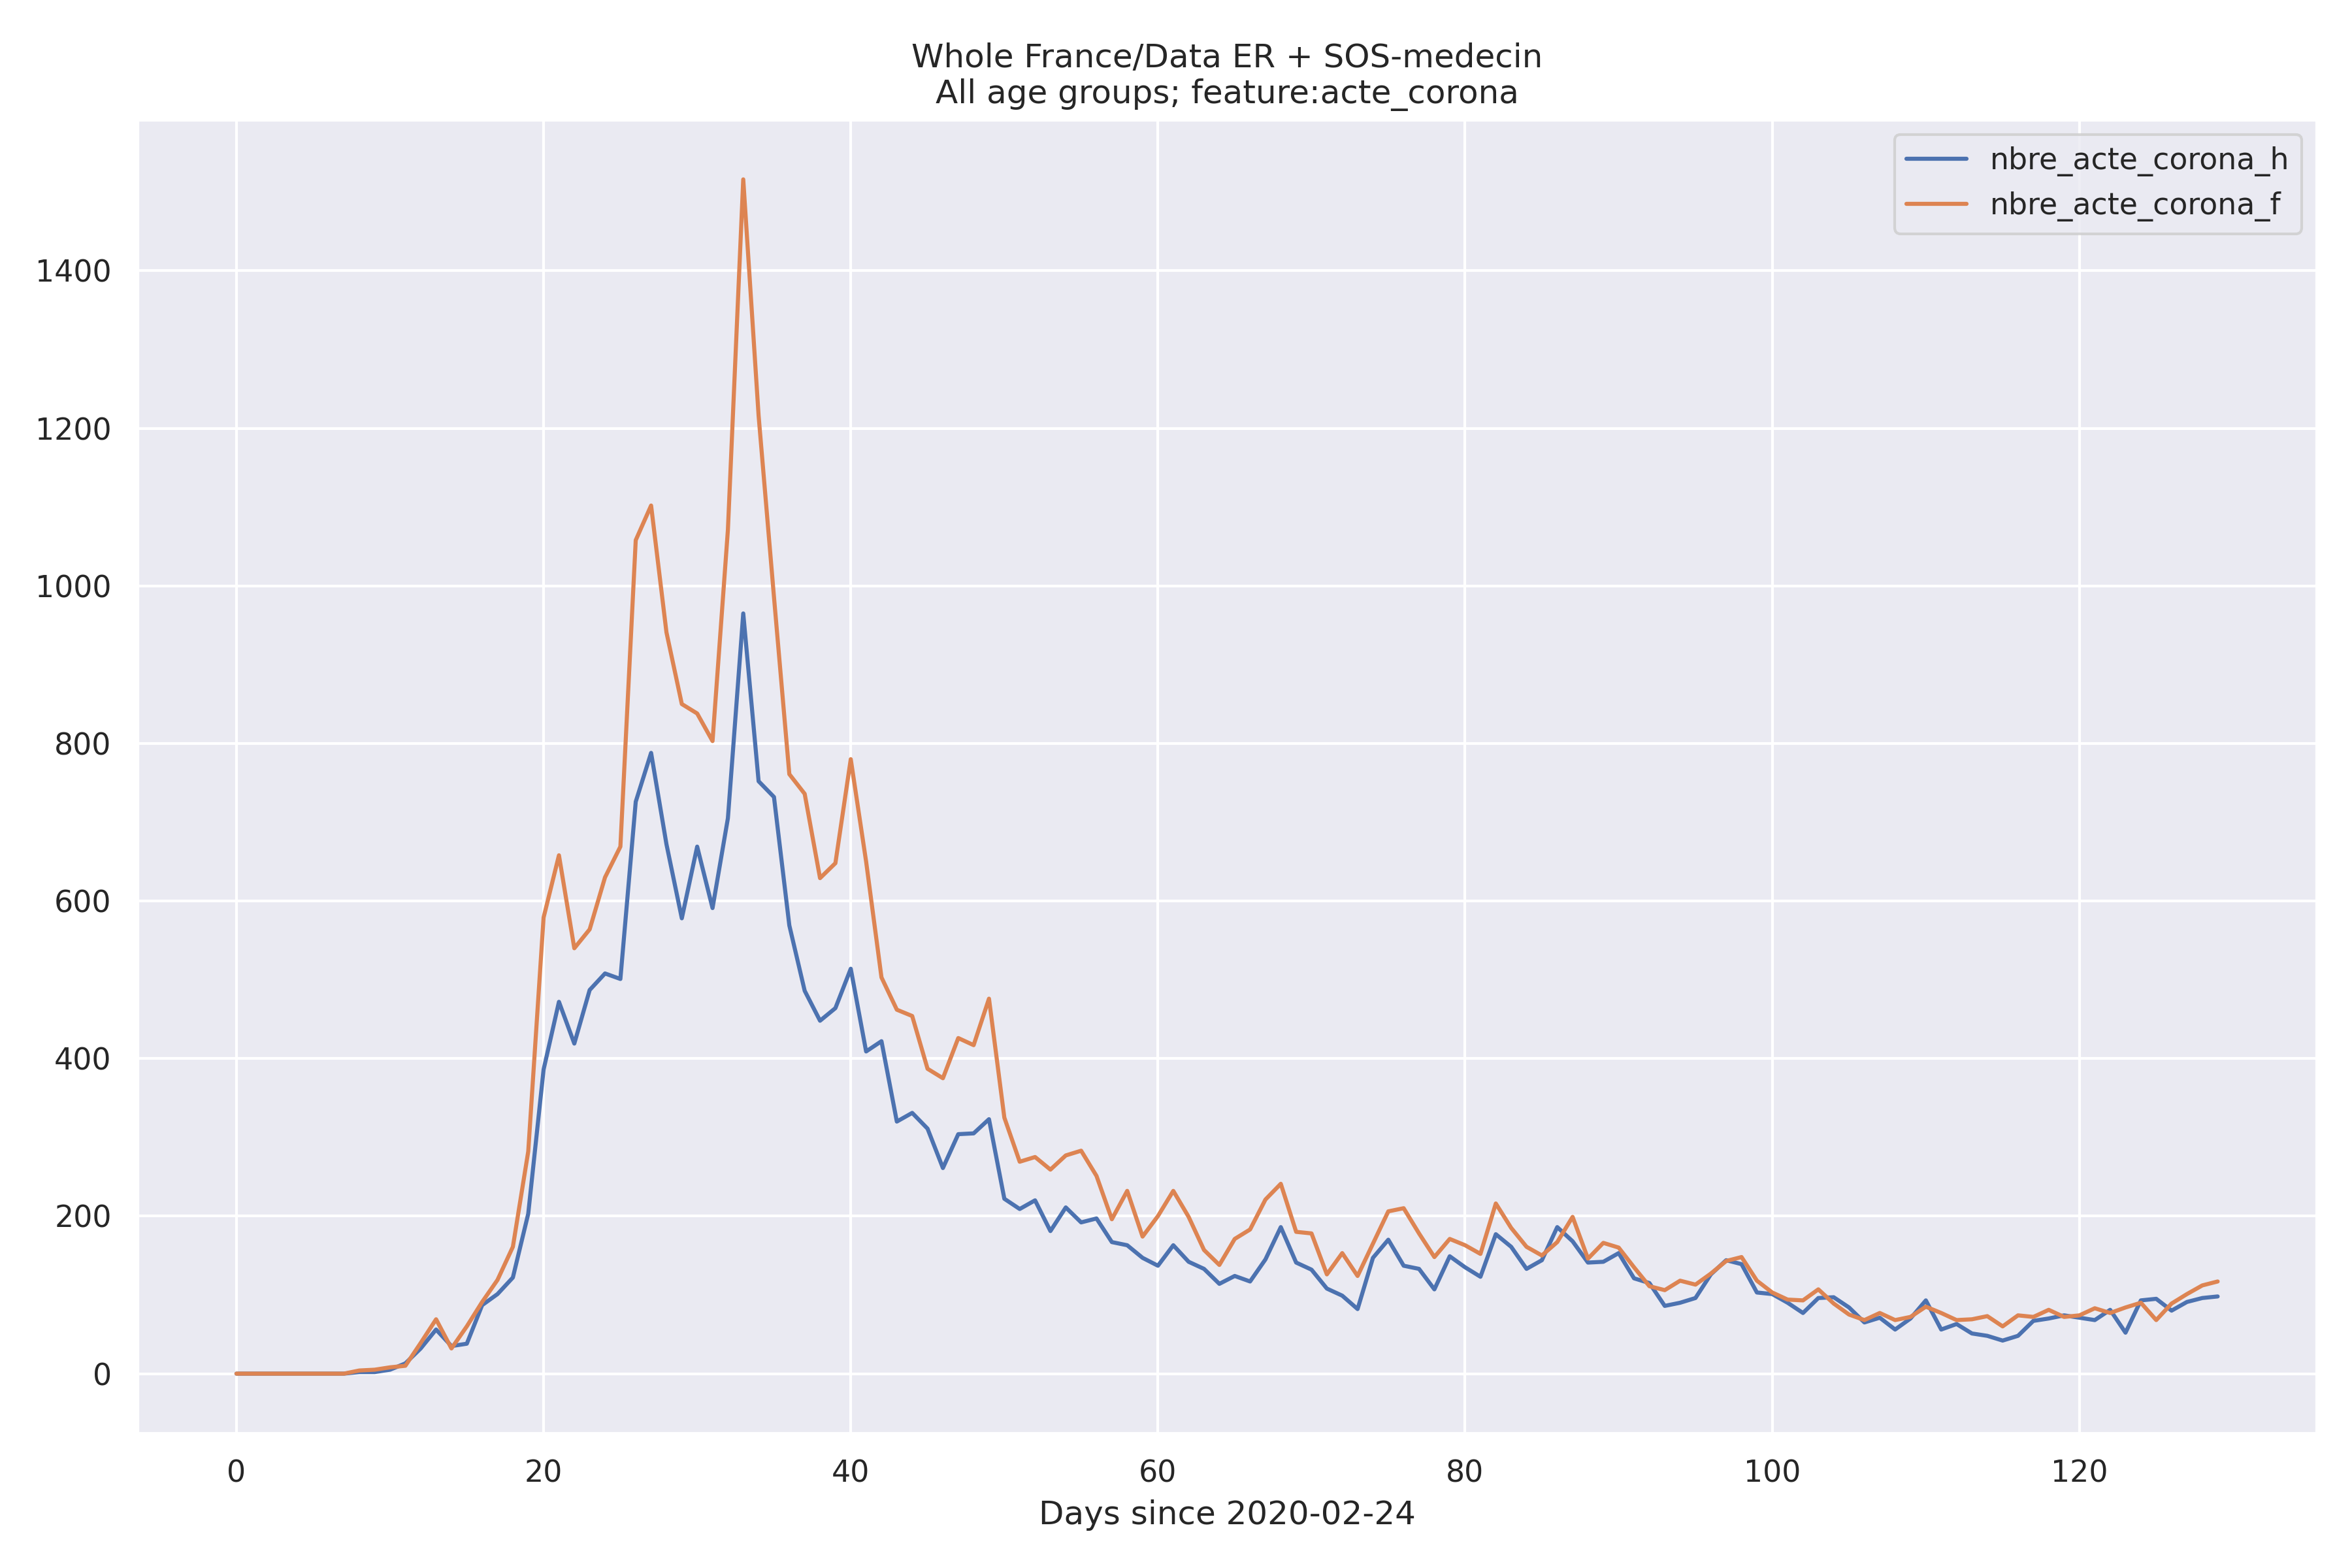 Whole France/Data ER + SOS-medecin
All age groups; feature:acte_corona
nbre_acte_corona_h
nbre_acte_corona_f
1400
1200
1000
800
600
400
200
0
0 20 40 60 80 100 120
Days since 2020-02-24